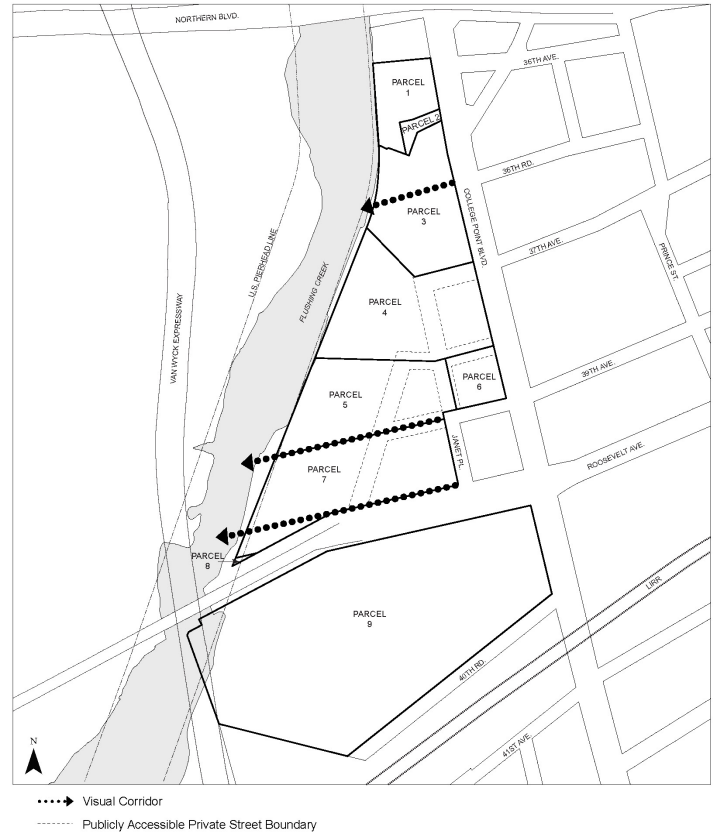 NORTHERN BLVD.
36TH AVE.
PARCEL
1
PARCEL 2
36TH RD.
PARCEL
3
COLLEGE POINT BLVD.
37TH AVE.
PRINCE ST.
U.S. PIERHEAD LINE
FLUSHING CREEK
VAN WYCK EXPRESSWAY
PARCEL
4
39TH AVE.
PARCEL
5
PARCEL
6
JANET PL.
ROOSEVELT AVE.
PARCEL
7
PARCEL
8
LIRR
PARCEL
9
40TH RD.
41ST AVE.
N
Visual Corridor
Publicly Accessible Private Street Boundary